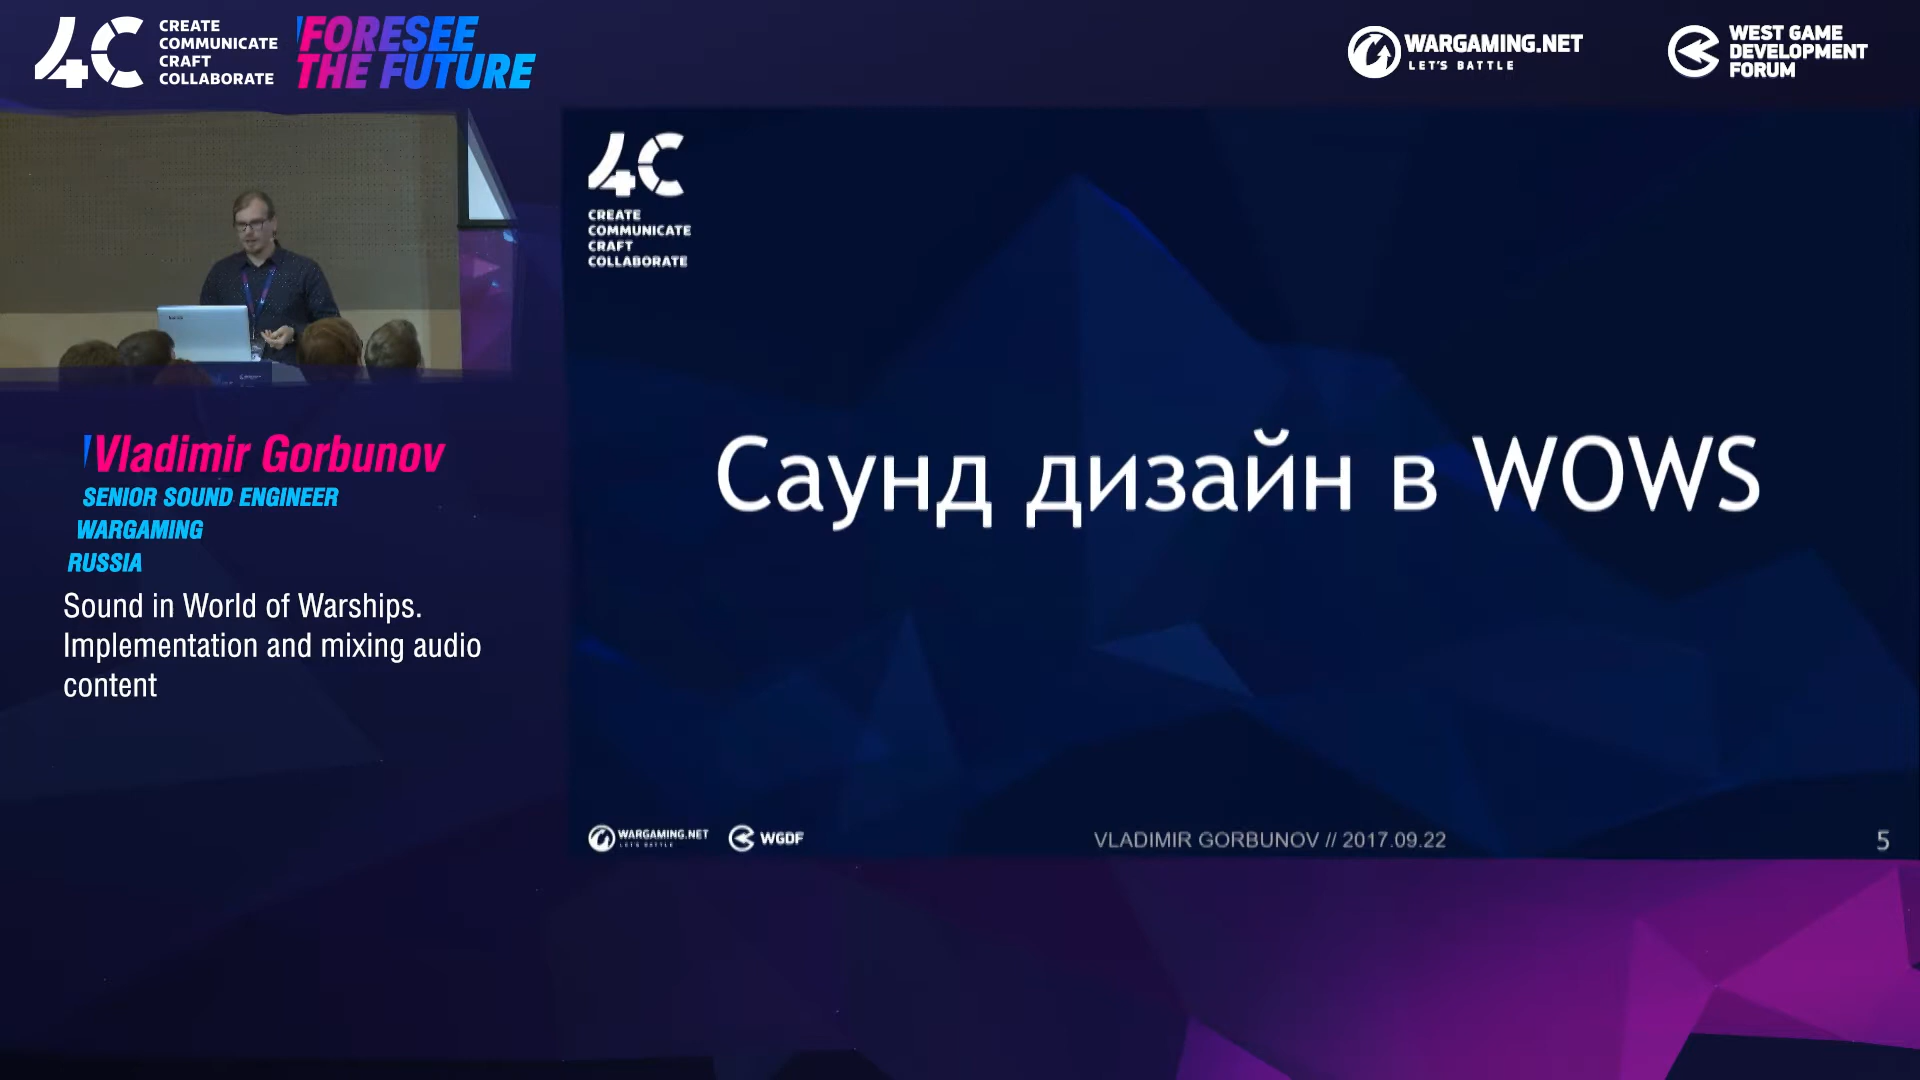 CREATE
COMMUNICATE
CRAFT
COLLABORATE
FORESEE
THE FUTURE
WARGAMING.NET
LET'S BATTLE
WEST GAME
DEVELOPMENT
FORUM
4C
CREATE
COMMUNICATE
CRAFT
COLLABORATE
Саунд дизайн в WOWS
Vladimir Gorbunov
SENIOR SOUND ENGINEER
WARGAMING
RUSSIA
Sound in World of Warships.
Implementation and mixing audio
content
WARGAMING.NET
LET'S BATTLE
WGDF
VLADIMIR GORBUNOV // 2017.09.22
5